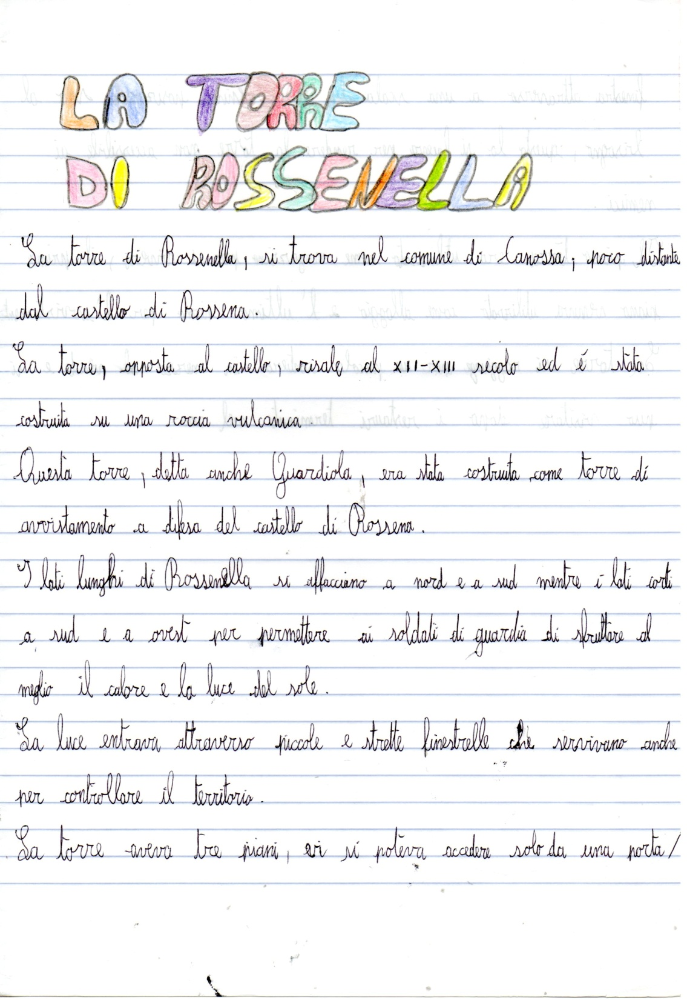 LA TORRE
DI ROSSENELLA
La torre di Rossenella, si trova nel comune di Canossa, poco distante
dal castello di Rossena.
La torre, opposta al castello, risale al XII-XIII secolo ed é stata
costruita su una roccia vulcanica.
Questa torre, detta anche Guardiola, era stata costruita come torre di
avvistamento a difesa del castello di Rossena.
I lati lunghi di Rossenella si affacciano a nord e a sud mentre i lati corti
a sud e a ovest per permettere ai soldati di guardia di sfruttare al
meglio il calore e la luce del sole.
La luce entrava attraverso piccole e strette finestrelle che servivano anche
per controllare il territorio.
La torre aveva tre piani, vi si poteva accedere solo da una porta/